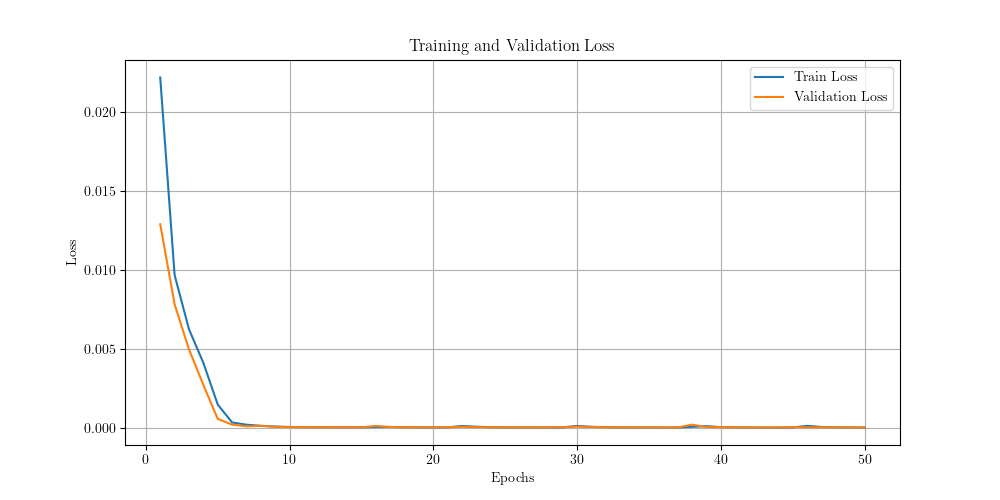 Training and Validation Loss
Train Loss
Validation Loss
0.020
0.015
0.010
0.005
0.000
Loss
0 10 20 30 40 50
Epochs